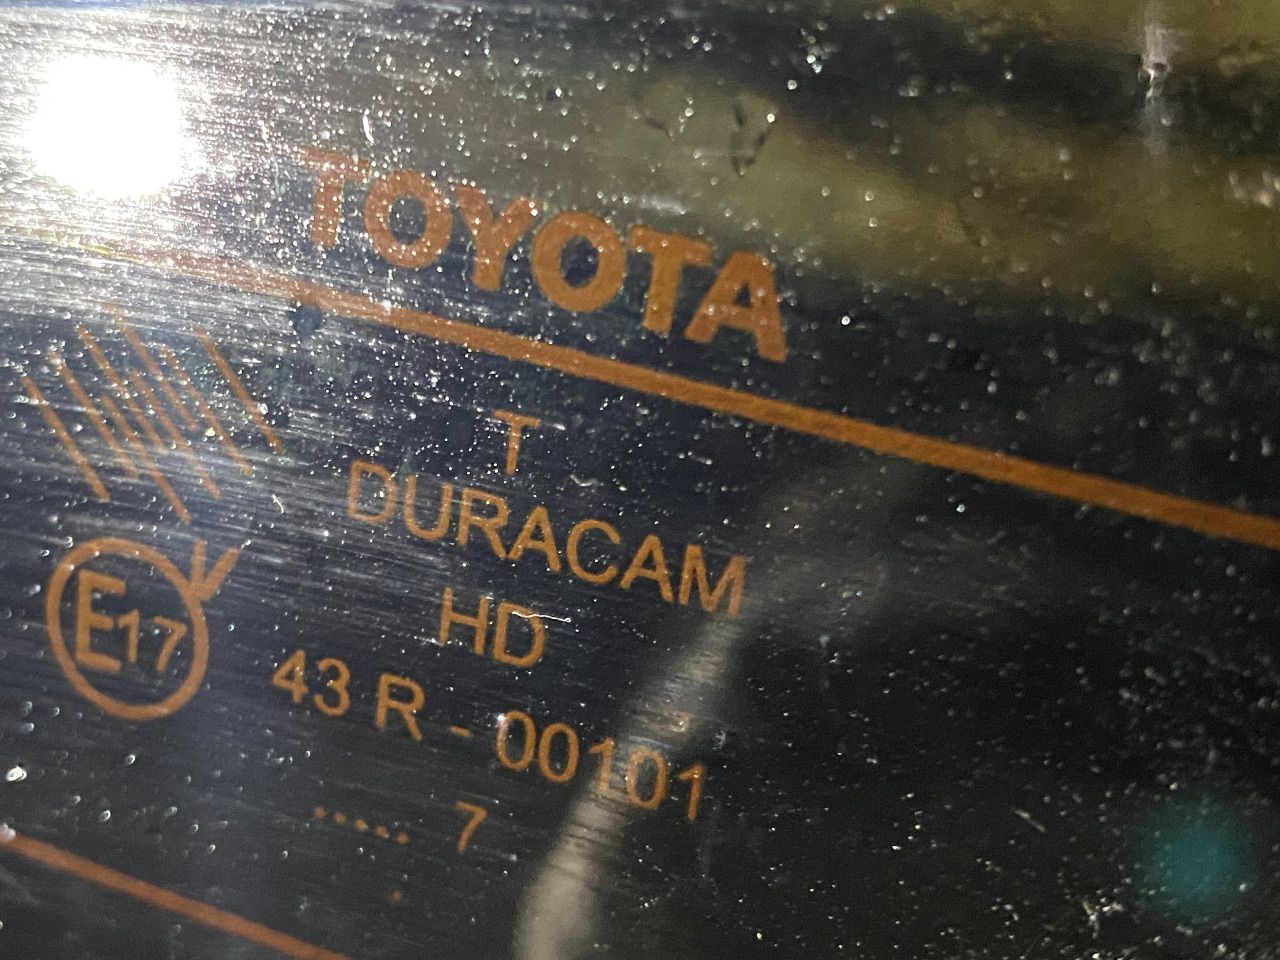 TOYOTA
T
DURACAM
HD
E17
43 R - 00101
..... 7
.